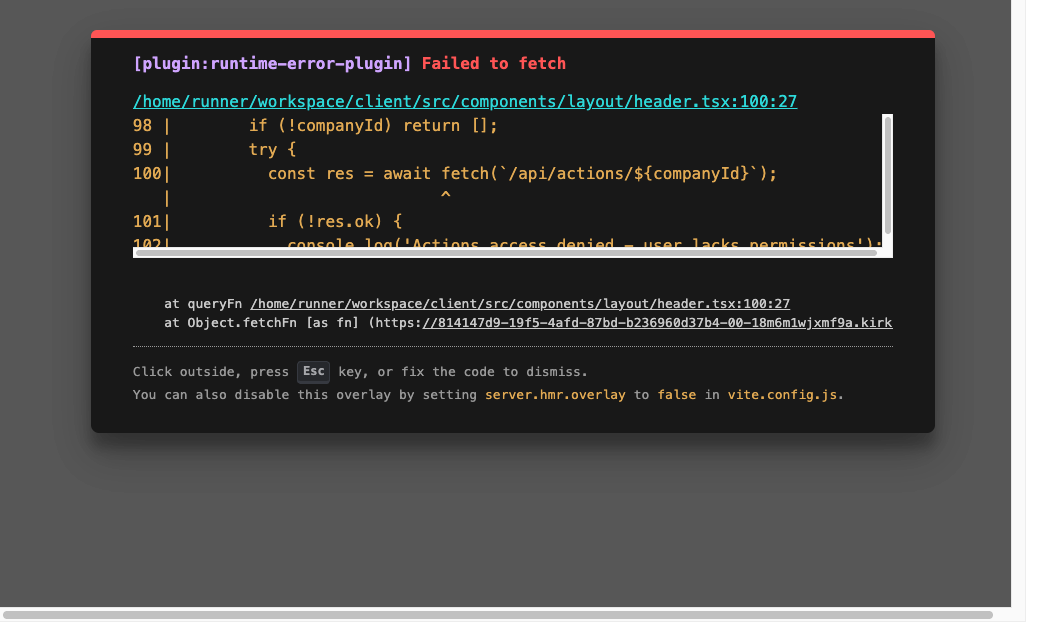 [plugin:runtime-error-plugin] Failed to fetch
/home/runner/workspace/client/src/components/layout/header.tsx:100:27
98 |        if (!companyId) return [];
99 |        try {
100|          const res = await fetch(`/api/actions/${companyId}`);
   |                            ^
101|          if (!res.ok) {
102|            console.log('Actions access denied - user lacks permissions');
at queryFn /home/runner/workspace/client/src/components/layout/header.tsx:100:27
at Object.fetchFn [as fn] (https://814147d9-19f5-4afd-87bd-b236960d37b4-00-18m6m1wjxmf9a.kirk
Click outside, press Esc key, or fix the code to dismiss.
You can also disable this overlay by setting server.hmr.overlay to false in vite.config.js.